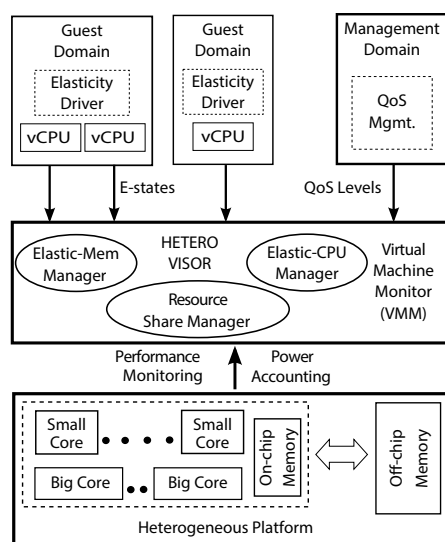 Guest
Domain
Elasticity
Driver
vCPU
vCPU
Guest
Domain
Elasticity
Driver
vCPU
Management
Domain
QoS
Mgmt.
E-states
QoS Levels
Elastic-Mem
Manager
HETERO
VISOR
Elastic-CPU
Manager
Resource
Share Manager
Virtual
Machine
Monitor
(VMM)
Performance
Monitoring
Power
Accounting
Small
Core
Small
Core
Big Core
Big Core
On-chip
Memory
Off-chip
Memory
Heterogeneous Platform